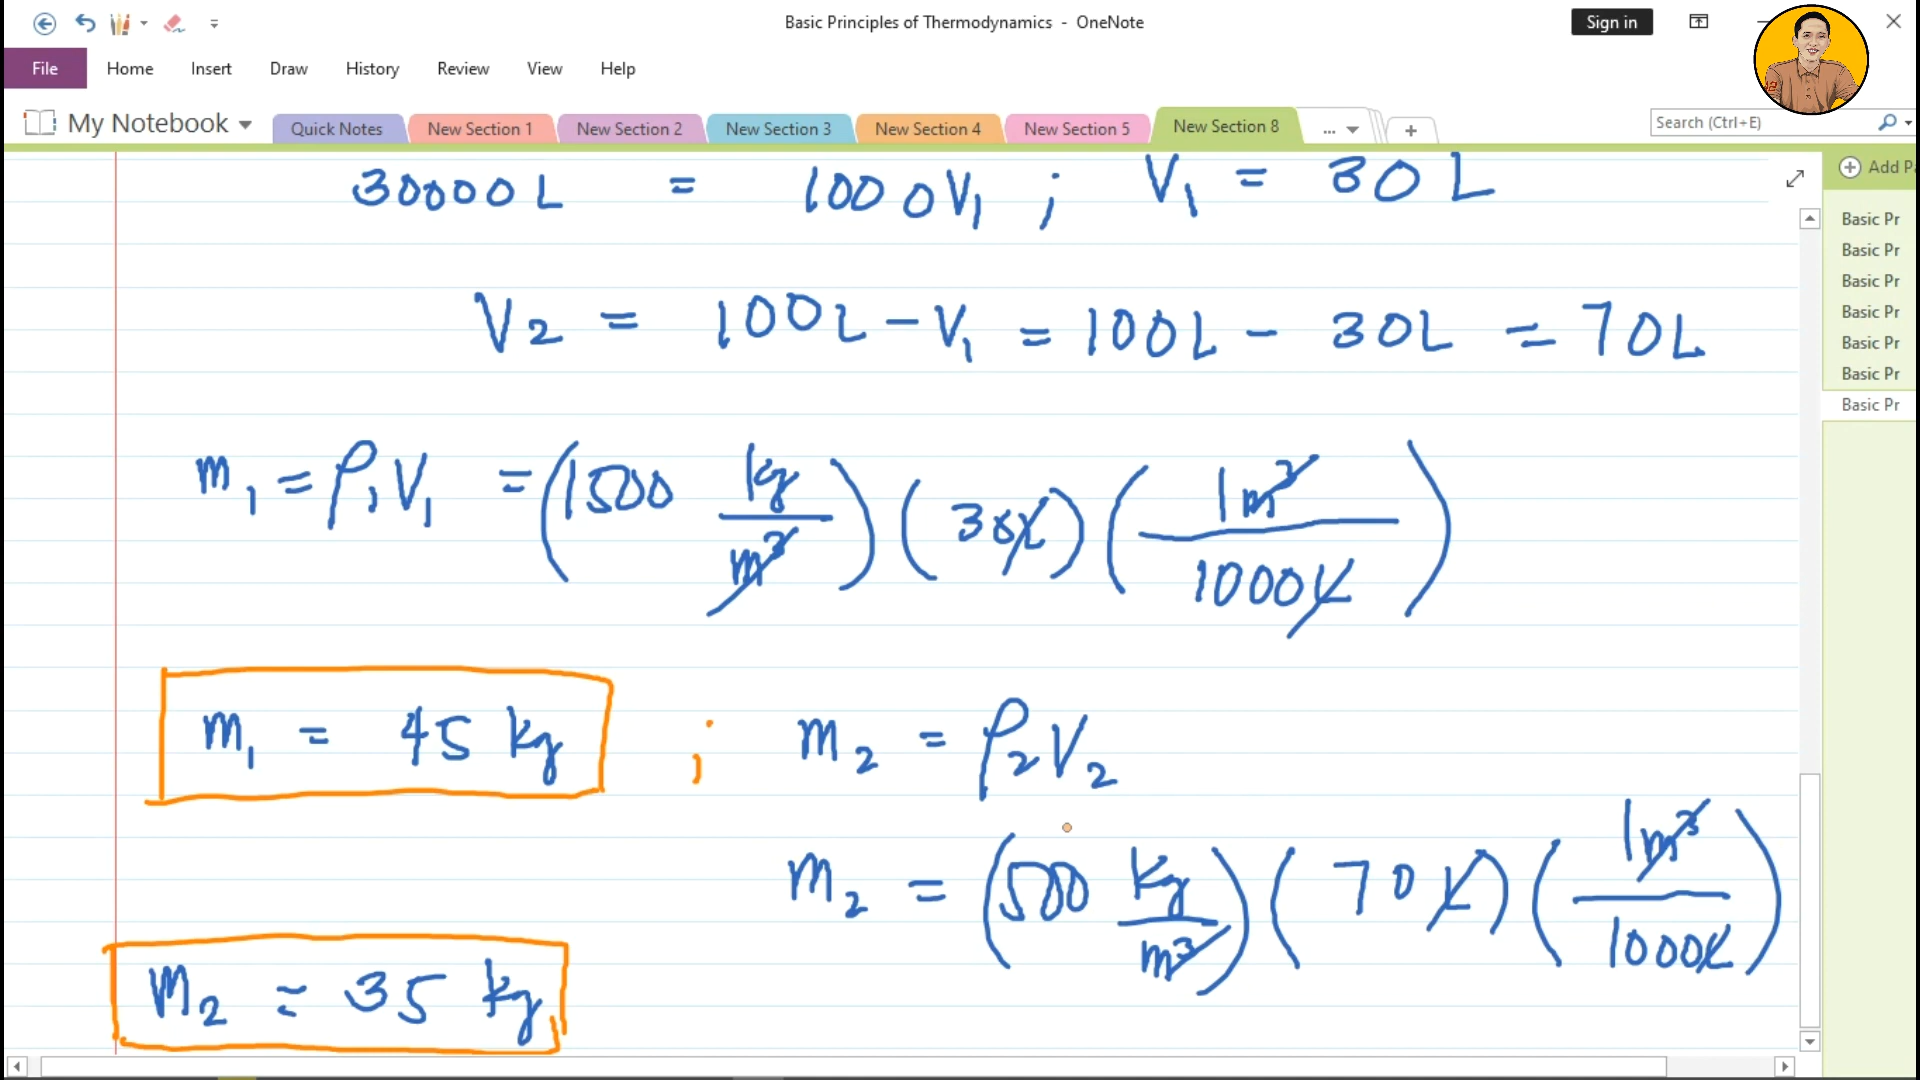 Basic Principles of Thermodynamics - OneNote
Sign in
File Home Insert Draw History Review View Help
My Notebook
Quick Notes New Section 1 New Section 2 New Section 3 New Section 4 New Section 5 New Section 8 ... +
Search (Ctrl+E)
Add P
Basic Pr
Basic Pr
Basic Pr
Basic Pr
Basic Pr
Basic Pr
Basic Pr
30000L = 1000V₁ ; V₁ = 30 L
V₂ = 100L - V₁ = 100L - 30L = 70L
m₁ = ρ₁V₁ = (1500 kg/m³) (30L) (1m³/1000L)
m₁ = 45 kg ; m₂ = ρ₂V₂
m₂ = (500 kg/m³) (70L) (1m³/1000L)
m₂ = 35 kg